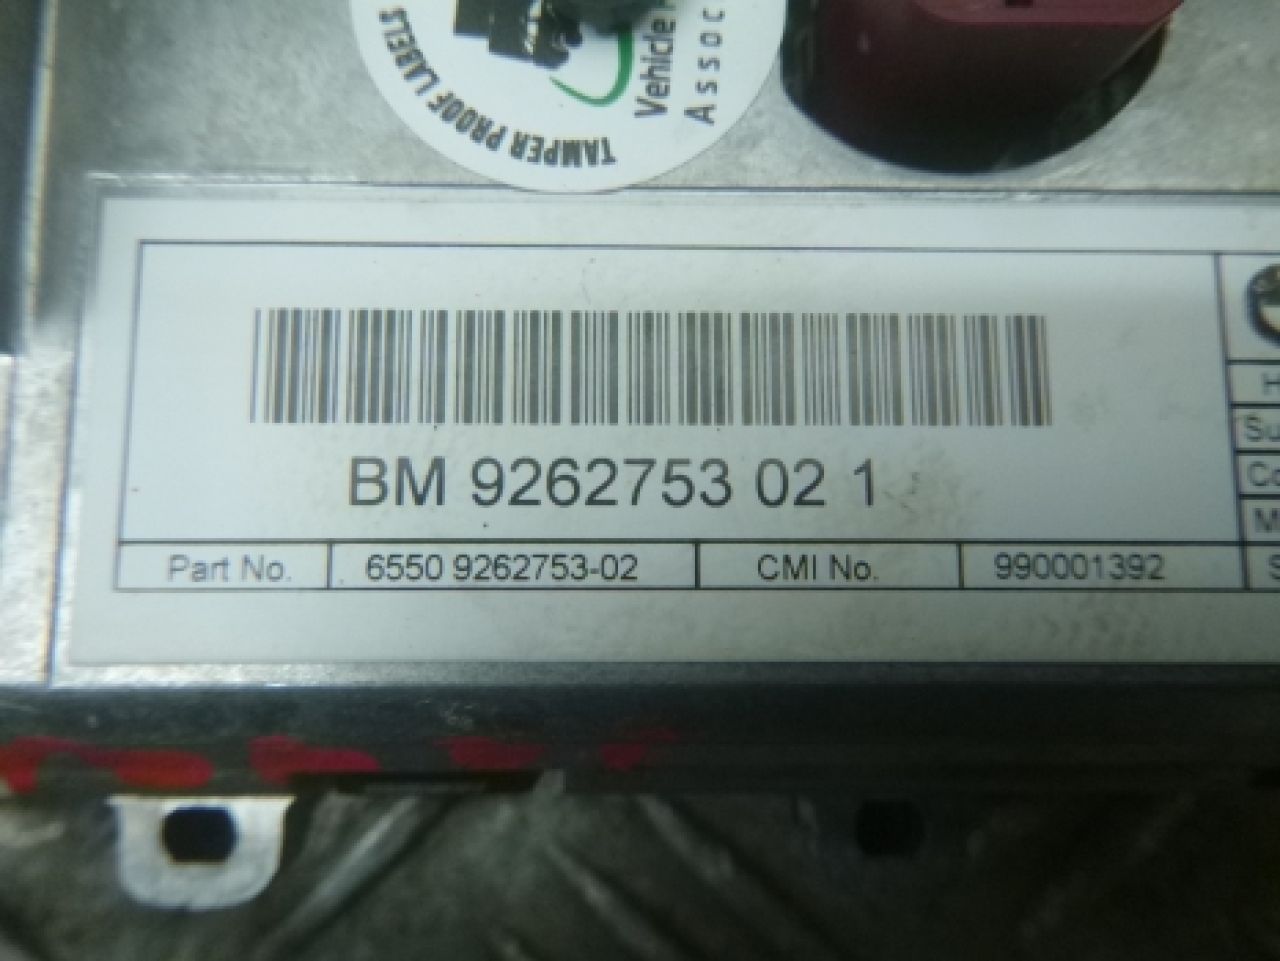 TAMPER PROOF LABELS
Vehicle
Assoc
BM 9262753 02 1
Part No. 6550 9262753-02 CMI No. 990001392